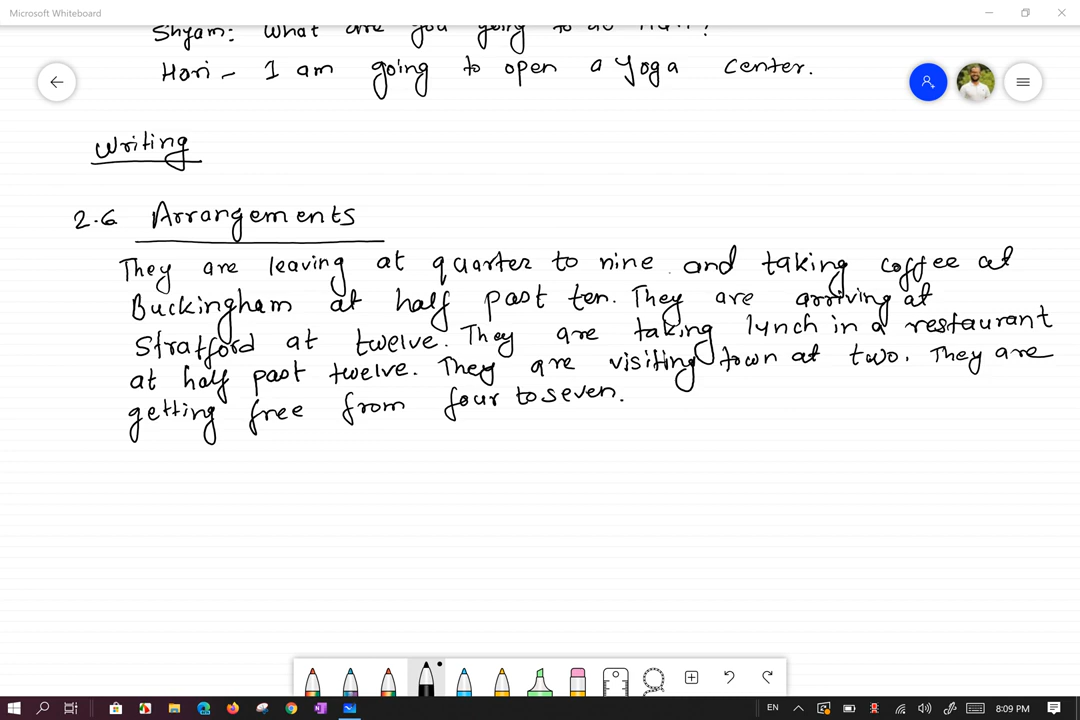 Microsoft Whiteboard
Shyam: What are you going to do
Hari - I am going to open a Yoga center.
Writing
2.6 Arrangements
They are leaving at quarter to nine. and taking coffee at
Buckingham at half past ten. They are arriving at
Stratford at twelve. They are taking lynch in a restaurant
at half past twelve. They are visiting town at two. They are
getting free from four to seven.
EN
8:09 PM